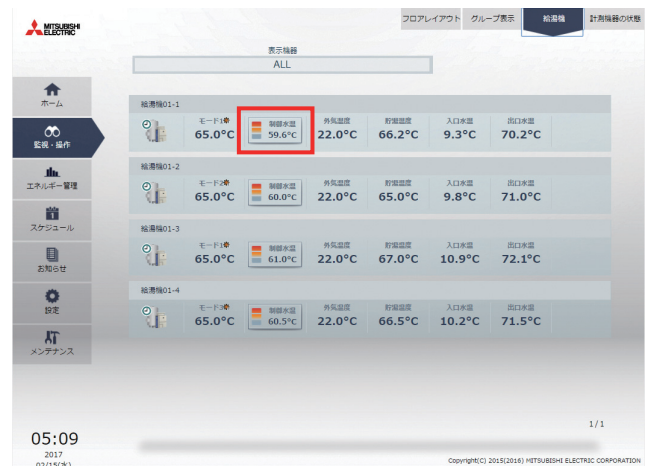 MITSUBISHI
ELECTRIC
フロアレイアウト グループ表示 給湯機 計測機器の状態
表示機器
ALL
ホーム
監視・操作
エネルギー管理
スケジュール
お知らせ
設定
メンテナンス
給湯機01-1
モード1 制御水温 外気温度 貯湯温度 入口水温 出口水温
65.0°C 59.6°C 22.0°C 66.2°C 9.3°C 70.2°C
給湯機01-2
モード2 制御水温 外気温度 貯湯温度 入口水温 出口水温
65.0°C 60.0°C 22.0°C 65.0°C 9.8°C 71.0°C
給湯機01-3
モード1 制御水温 外気温度 貯湯温度 入口水温 出口水温
65.0°C 61.0°C 22.0°C 67.0°C 10.9°C 72.1°C
給湯機01-4
モード3 制御水温 外気温度 貯湯温度 入口水温 出口水温
65.0°C 60.5°C 22.0°C 66.5°C 10.2°C 71.5°C
1/1
05:09
2017
02/15(水)
Copyright(C) 2015(2016) MITSUBISHI ELECTRIC CORPORATION